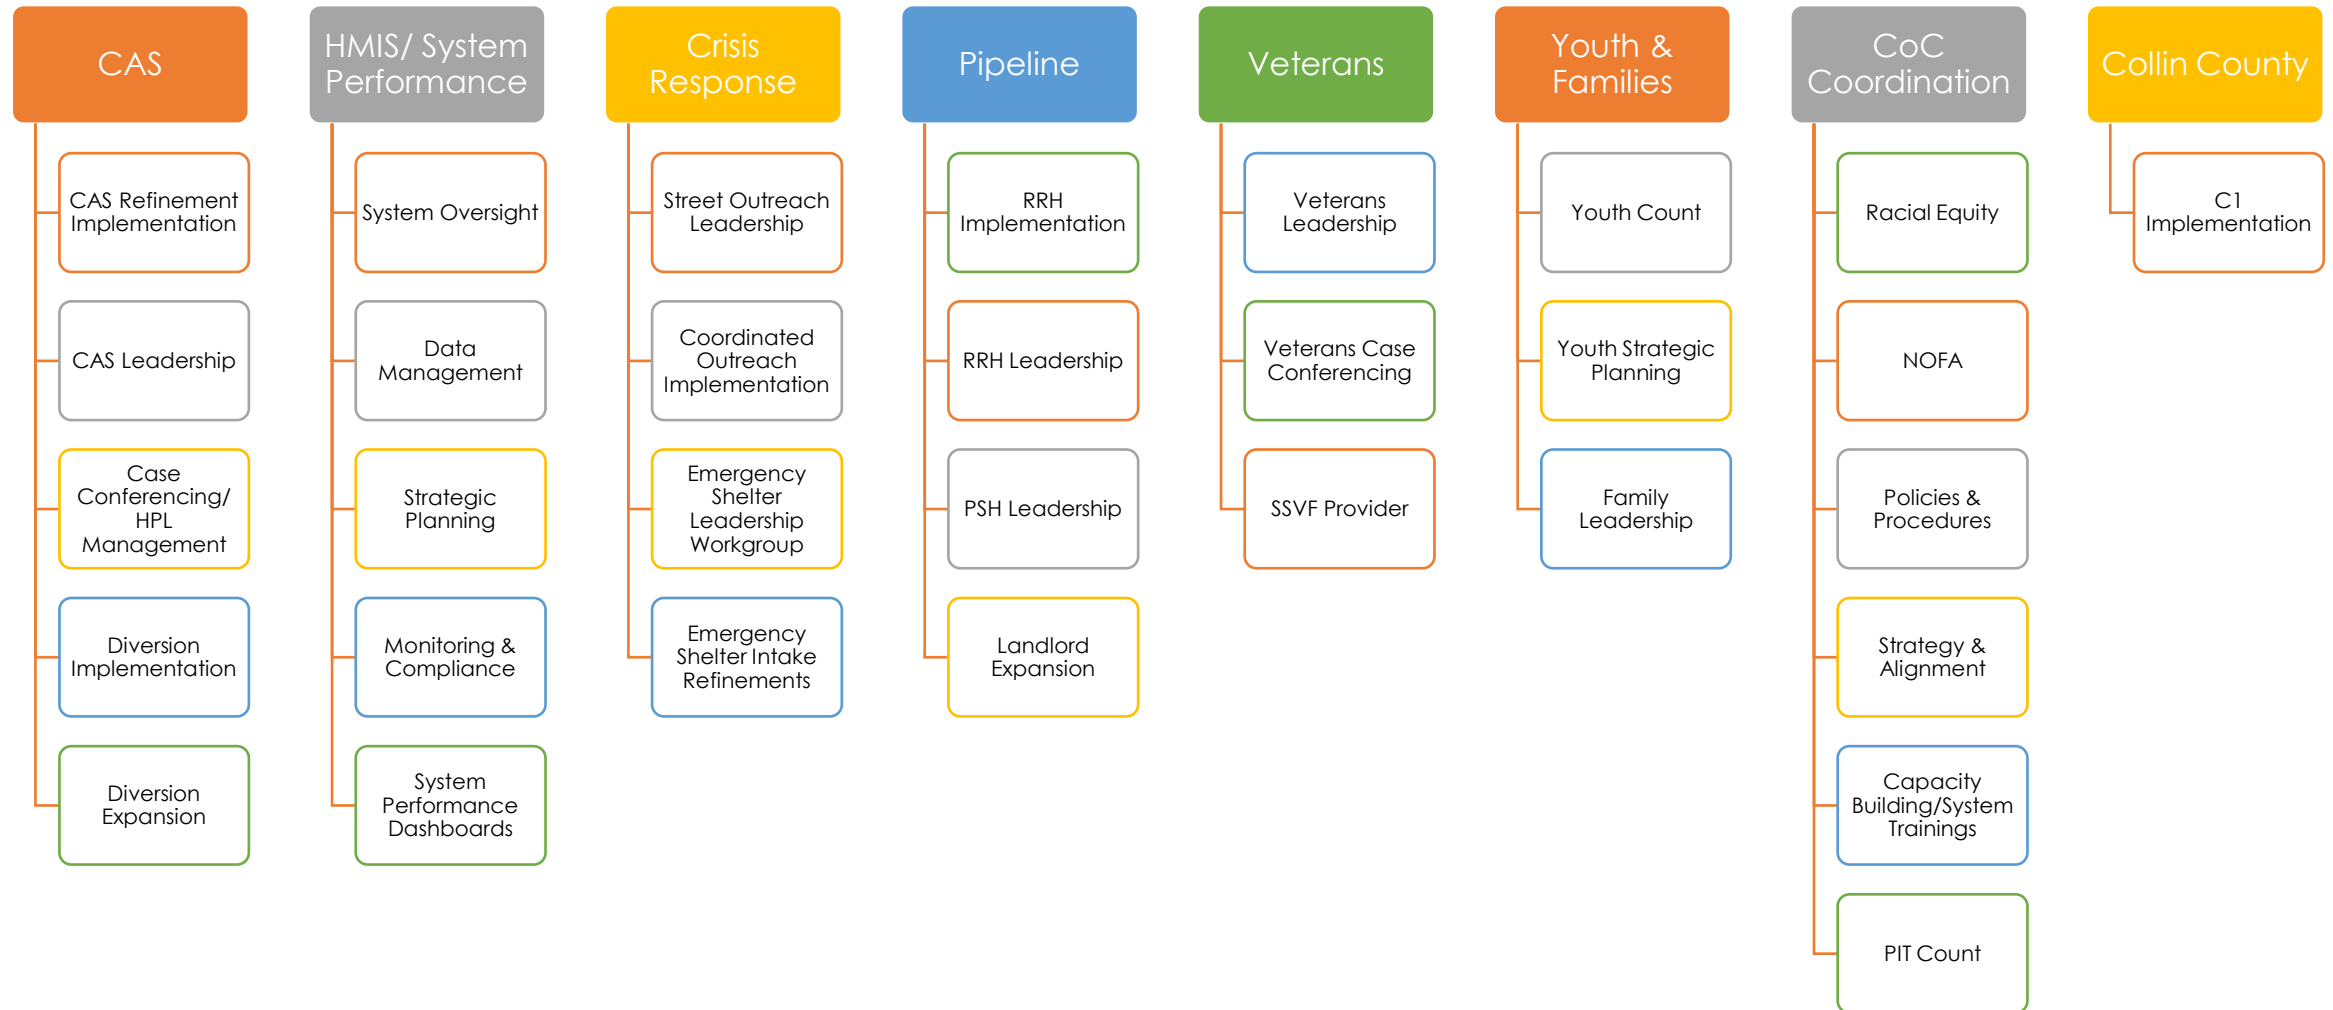 CAS
CAS Refinement
Implementation
CAS Leadership
Case
Conferencing/
HPL
Management
Diversion
Implementation
Diversion
Expansion
HMIS/ System
Performance
System Oversight
Data
Management
Strategic
Planning
Monitoring &
Compliance
System
Performance
Dashboards
Crisis
Response
Street Outreach
Leadership
Coordinated
Outreach
Implementation
Emergency
Shelter
Leadership
Workgroup
Emergency
Shelter Intake
Refinements
Pipeline
RRH
Implementation
RRH Leadership
PSH Leadership
Landlord
Expansion
Veterans
Veterans
Leadership
Veterans Case
Conferencing
SSVF Provider
Youth &
Families
Youth Count
Youth Strategic
Planning
Family
Leadership
CoC
Coordination
Racial Equity
NOFA
Policies &
Procedures
Strategy &
Alignment
Capacity
Building/System
Trainings
PIT Count
Collin County
C1
Implementation